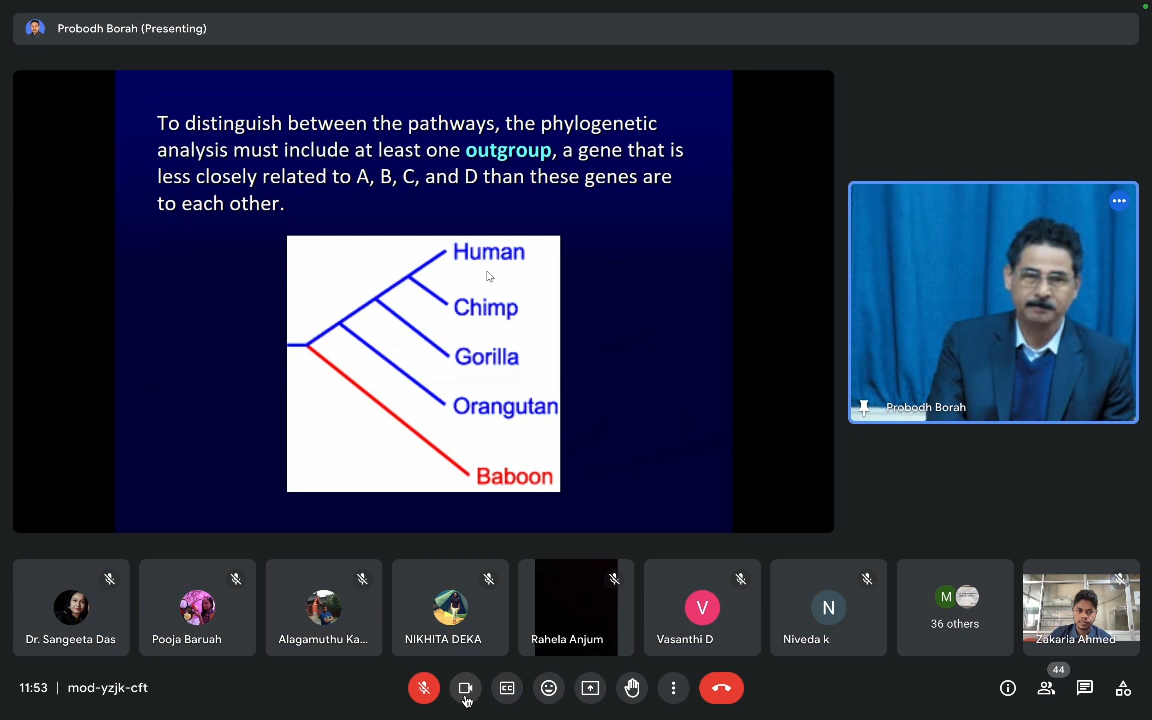 Probodh Borah (Presenting)
To distinguish between the pathways, the phylogenetic
analysis must include at least one outgroup, a gene that is
less closely related to A, B, C, and D than these genes are
to each other.
Human
Chimp
Gorilla
Orangutan
Baboon
Probodh Borah
Dr. Sangeeta Das
Pooja Baruah
Alagamuthu Ka...
NIKHITA DEKA
Rahela Anjum
V
Vasanthi D
N
Niveda k
M
36 others
Zakaria Ahmed
11:53 | mod-yzjk-cft
44